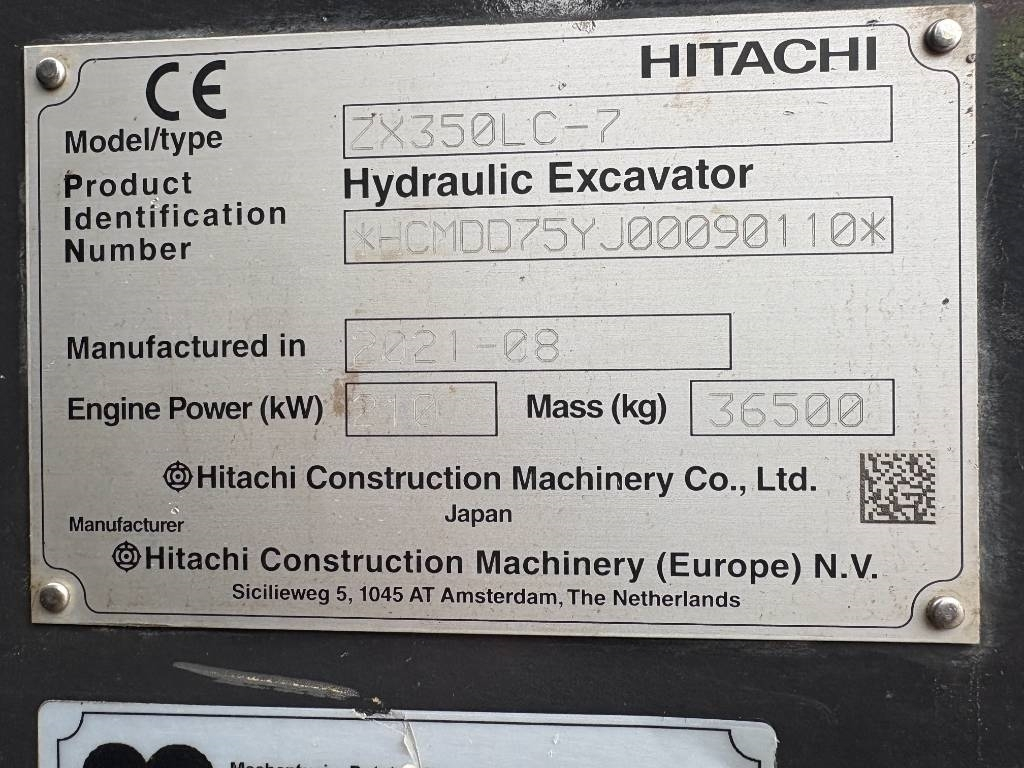 CE
HITACHI
Model/type ZX350LC-7
Product Hydraulic Excavator
Identification
Number *HCMDD75YJ00090110*
Manufactured in 2021-08
Engine Power (kW) 210 Mass (kg) 36500
Hitachi Construction Machinery Co., Ltd.
Japan
Manufacturer
Hitachi Construction Machinery (Europe) N.V.
Sicilieweg 5, 1045 AT Amsterdam, The Netherlands